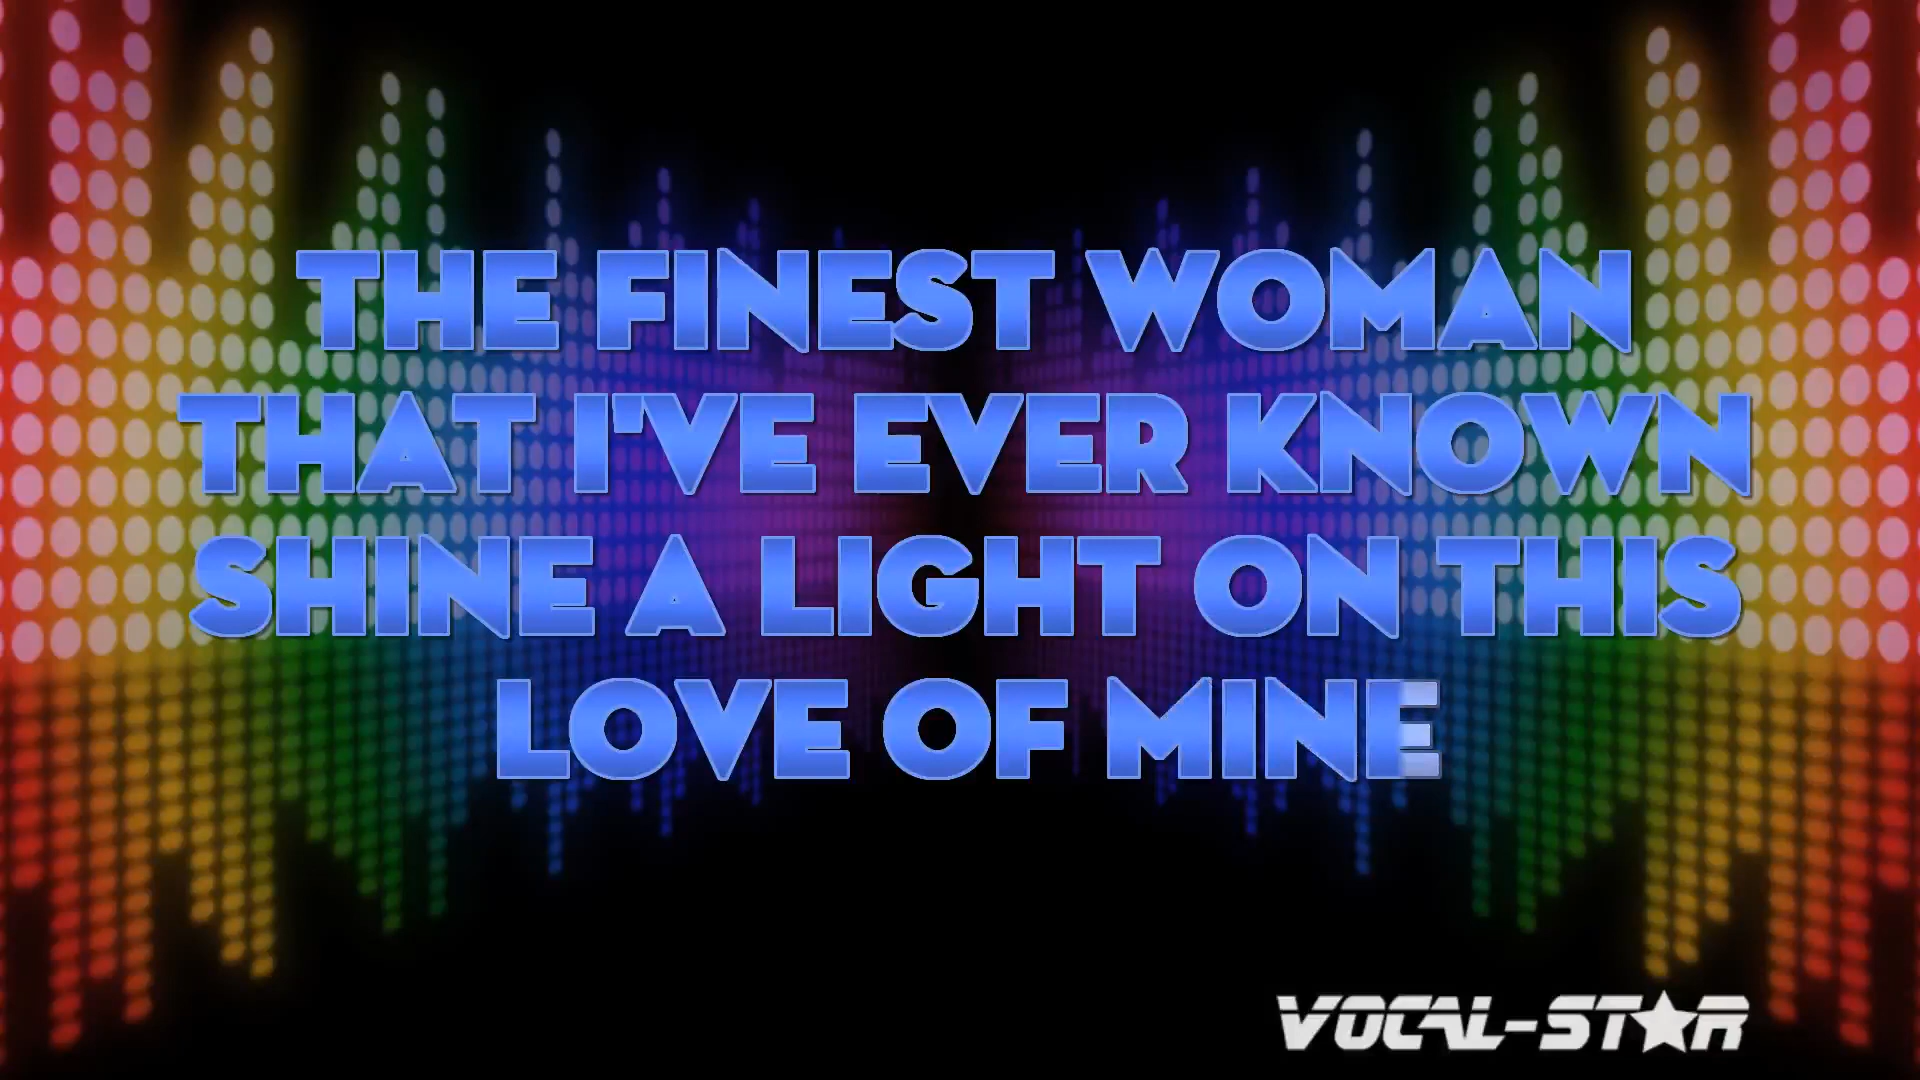 THE FINEST WOMAN
THAT I'VE EVER KNOWN
SHINE A LIGHT ON THIS
LOVE OF MINE
VOCAL-STAR